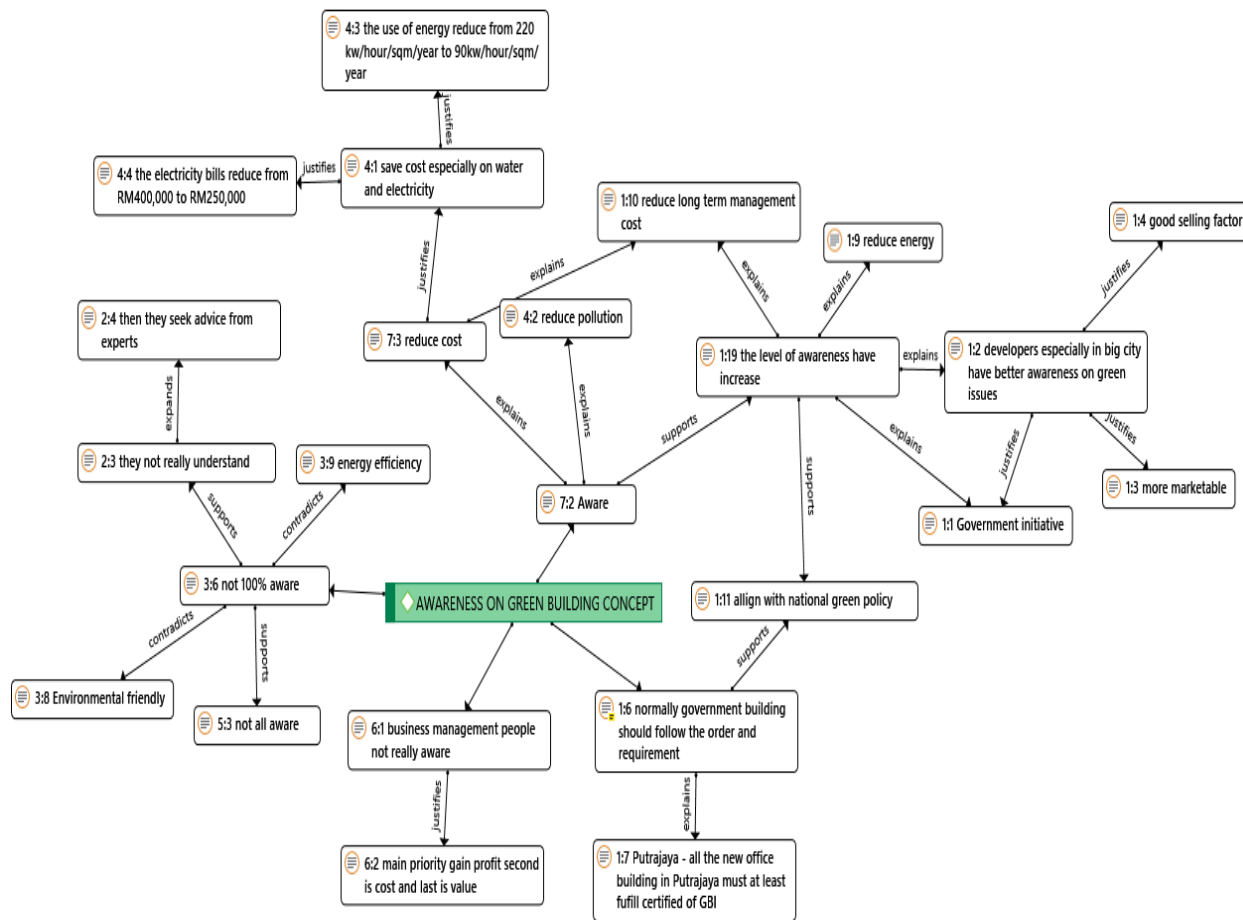 4:3 the use of energy reduce from 220
kw/hour/sqm/year to 90kw/hour/sqm/
year
justifies
4:4 the electricity bills reduce from
RM400,000 to RM250,000
justifies
4:1 save cost especially on water
and electricity
justifies
1:10 reduce long term management
cost
1:9 reduce energy
1:4 good selling factor
explains
explains
explains
justifies
2:4 then they seek advice from
experts
4:2 reduce pollution
7:3 reduce cost
1:19 the level of awareness have
increase
explains
1:2 developers especially in big city
have better awareness on green
issues
expands
explains
explains
supports
explains
justifies
justifies
2:3 they not really understand
3:9 energy efficiency
1:3 more marketable
supports
contradicts
7:2 Aware
supports
1:1 Government initiative
3:6 not 100% aware
AWARENESS ON GREEN BUILDING CONCEPT
1:11 allign with national green policy
contradicts
supports
supports
3:8 Environmental friendly
5:3 not all aware
6:1 business management people
not really aware
1:6 normally government building
should follow the order and
requirement
justifies
explains
6:2 main priority gain profit second
is cost and last is value
1:7 Putrajaya - all the new office
building in Putrajaya must at least
fufill certified of GBI